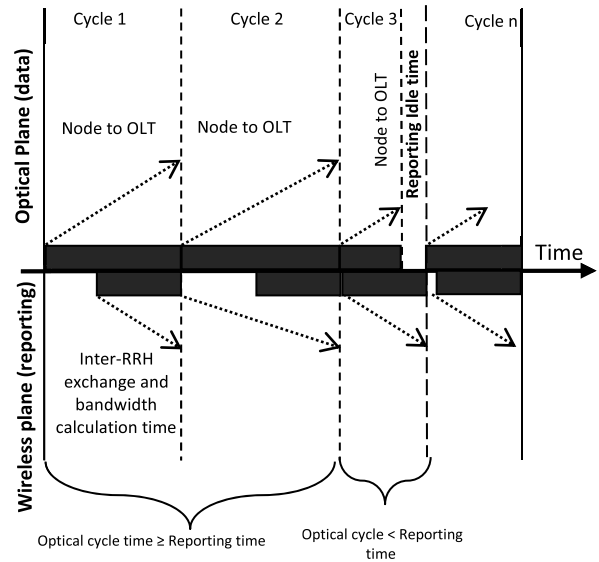 Cycle 1
Cycle 2
Cycle 3
Cycle n
Optical Plane (data)
Node to OLT
Node to OLT
Node to OLT
Reporting Idle time
Time
Wireless plane (reporting)
Inter-RRH
exchange and
bandwidth
calculation time
Optical cycle time ≥ Reporting time
Optical cycle < Reporting
time